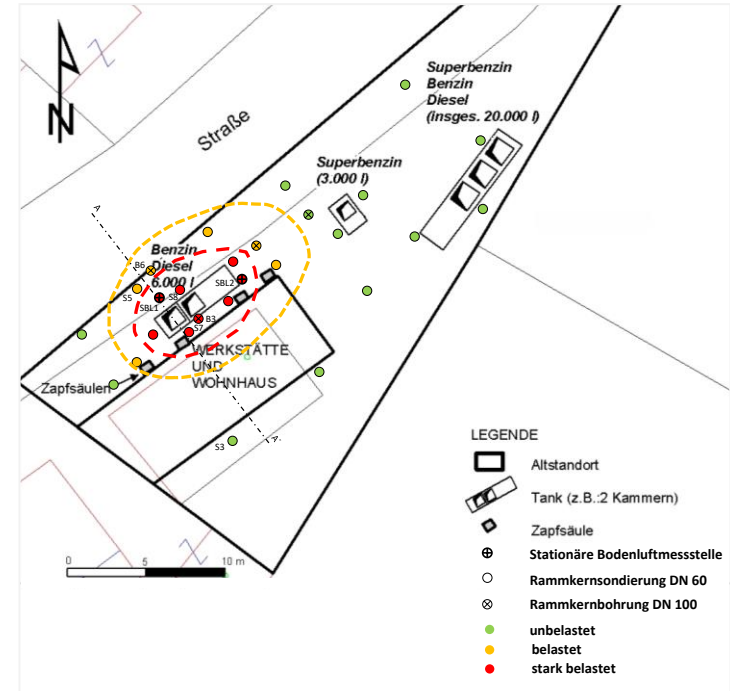 N
Straße
Superbenzin
Benzin
Diesel
(insges. 20.000 l)
Superbenzin
(3.000 l)
A
Benzin
Diesel
6.000 l
B6
S5
SBL1
S8
SBL2
B3
S7
WERKSTÄTTE
UND
WOHNHAUS
Zapfsäulen
S3
A'
0 5 10 m
LEGENDE
Altstandort
Tank (z.B.:2 Kammern)
Zapfsäule
Stationäre Bodenluftmessstelle
Rammkernsondierung DN 60
Rammkernbohrung DN 100
unbelastet
belastet
stark belastet